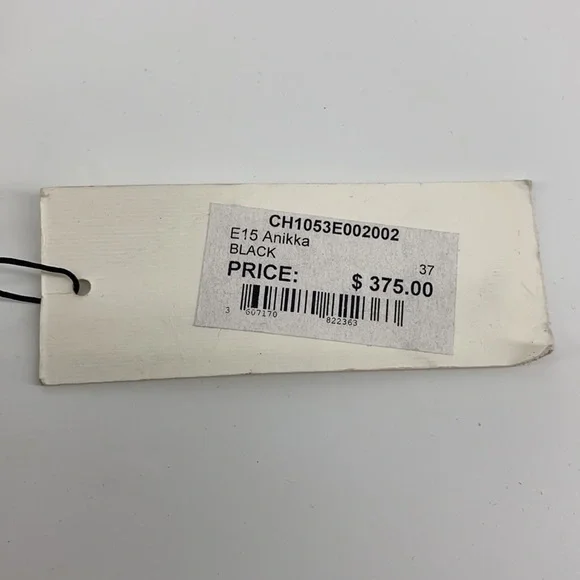 CH1053E002002
E15 Anikka
BLACK 37
PRICE: $ 375.00
3 607170 822363